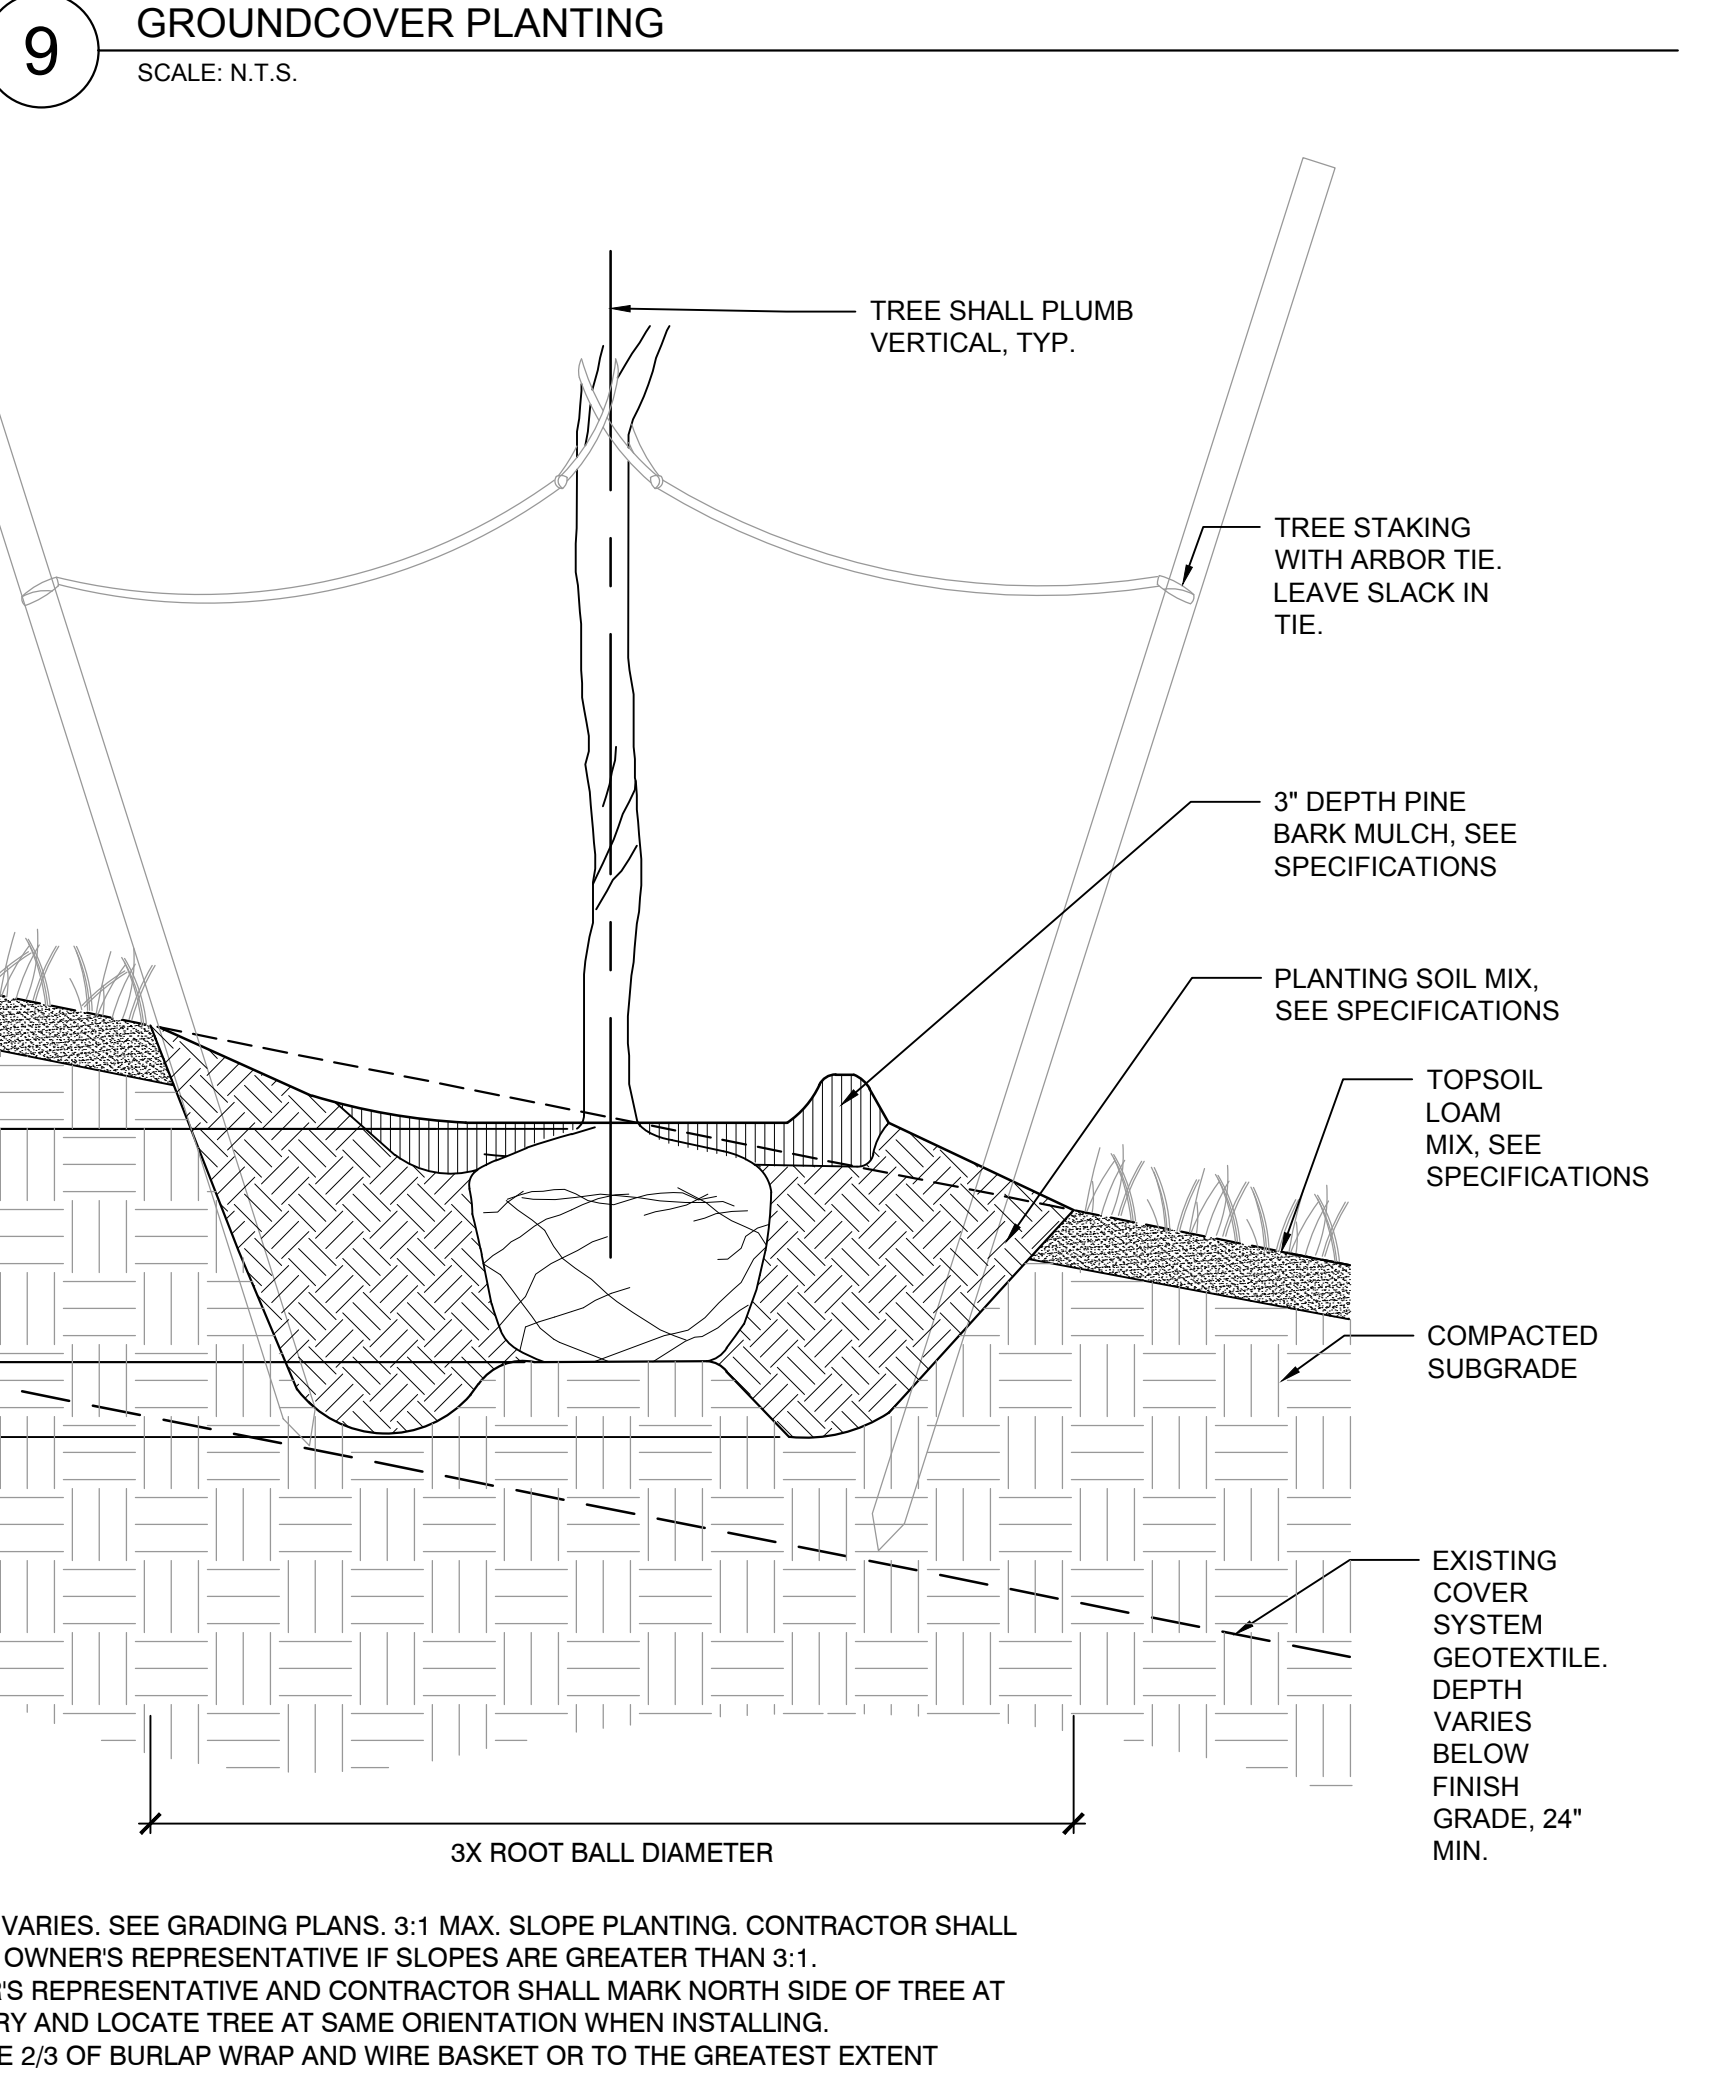 9
GROUNDCOVER PLANTING
SCALE: N.T.S.
TREE SHALL PLUMB
VERTICAL, TYP.
TREE STAKING
WITH ARBOR TIE.
LEAVE SLACK IN
TIE.
3" DEPTH PINE
BARK MULCH, SEE
SPECIFICATIONS
PLANTING SOIL MIX,
SEE SPECIFICATIONS
TOPSOIL
LOAM
MIX, SEE
SPECIFICATIONS
COMPACTED
SUBGRADE
EXISTING
COVER
SYSTEM
GEOTEXTILE.
DEPTH
VARIES
BELOW
FINISH
GRADE, 24"
MIN.
3X ROOT BALL DIAMETER
VARIES. SEE GRADING PLANS. 3:1 MAX. SLOPE PLANTING. CONTRACTOR SHALL
OWNER'S REPRESENTATIVE IF SLOPES ARE GREATER THAN 3:1.
'S REPRESENTATIVE AND CONTRACTOR SHALL MARK NORTH SIDE OF TREE AT
RY AND LOCATE TREE AT SAME ORIENTATION WHEN INSTALLING.
E 2/3 OF BURLAP WRAP AND WIRE BASKET OR TO THE GREATEST EXTENT